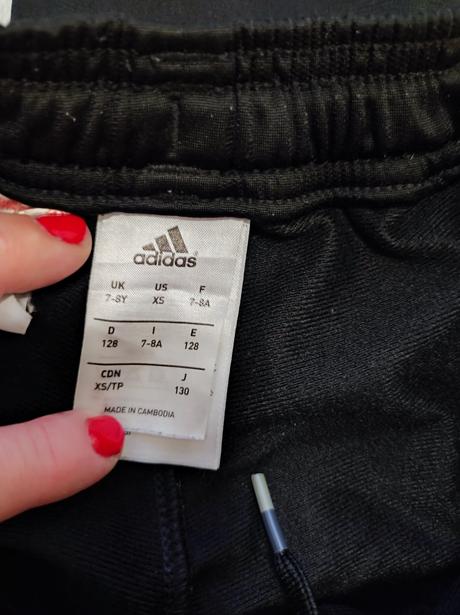 adidas
UK US F
7-8Y XS 7-8A
D I E
128 7-8A 128
CDN J
XS/TP 130
MADE IN CAMBODIA